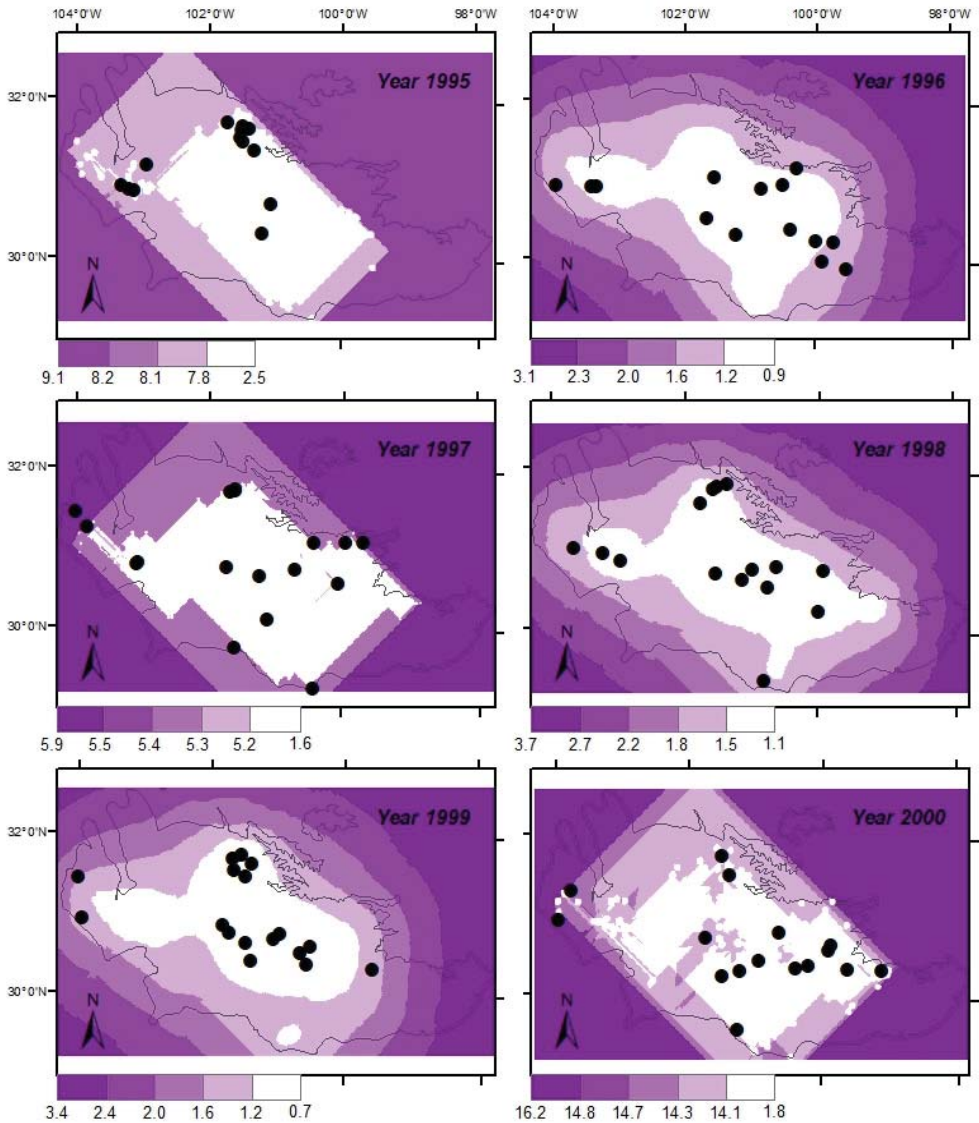 104°0'W 102°0'W 100°0'W 98°0'W 104°0'W 102°0'W 100°0'W 98°0'W
32°0'N
Year 1995
Year 1996
30°0'N
N
N
9.1 8.2 8.1 7.8 2.5
3.1 2.3 2.0 1.6 1.2 0.9
32°0'N
Year 1997
Year 1998
30°0'N
N
N
5.9 5.5 5.4 5.3 5.2 1.6
3.7 2.7 2.2 1.8 1.5 1.1
32°0'N
Year 1999
Year 2000
30°0'N
N
N
3.4 2.4 2.0 1.6 1.2 0.7
16.2 14.8 14.7 14.3 14.1 1.8